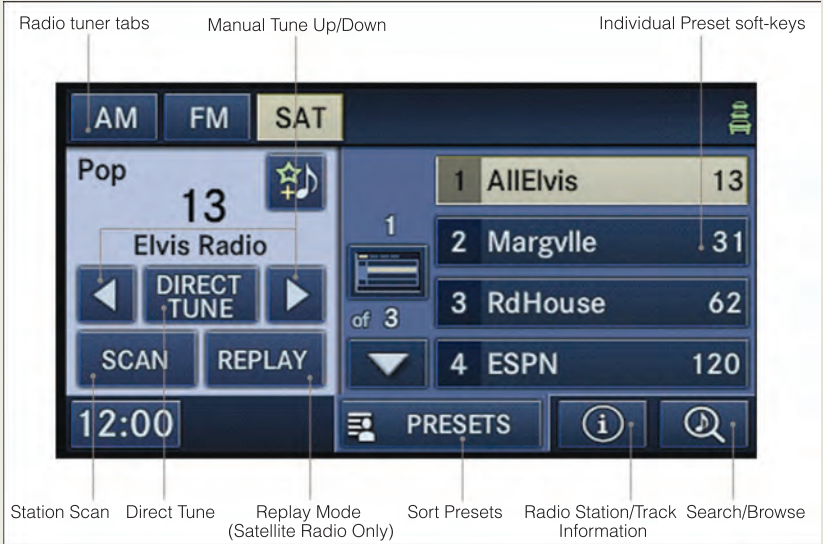 Radio tuner tabs
Manual Tune Up/Down
Individual Preset soft-keys
AM
FM
SAT
Pop
13
Elvis Radio
DIRECT
TUNE
SCAN
REPLAY
1
of 3
1 AllElvis 13
2 Margvlle 31
3 RdHouse 62
4 ESPN 120
12:00
PRESETS
i
Station Scan
Direct Tune
Replay Mode
(Satellite Radio Only)
Sort Presets
Radio Station/Track
Information
Search/Browse